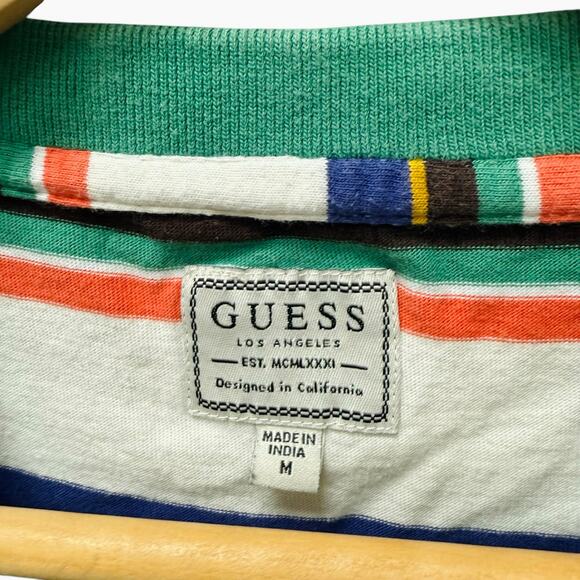 GUESS
LOS ANGELES
EST. MCMLXXXI
Designed in California
MADE IN
INDIA
M